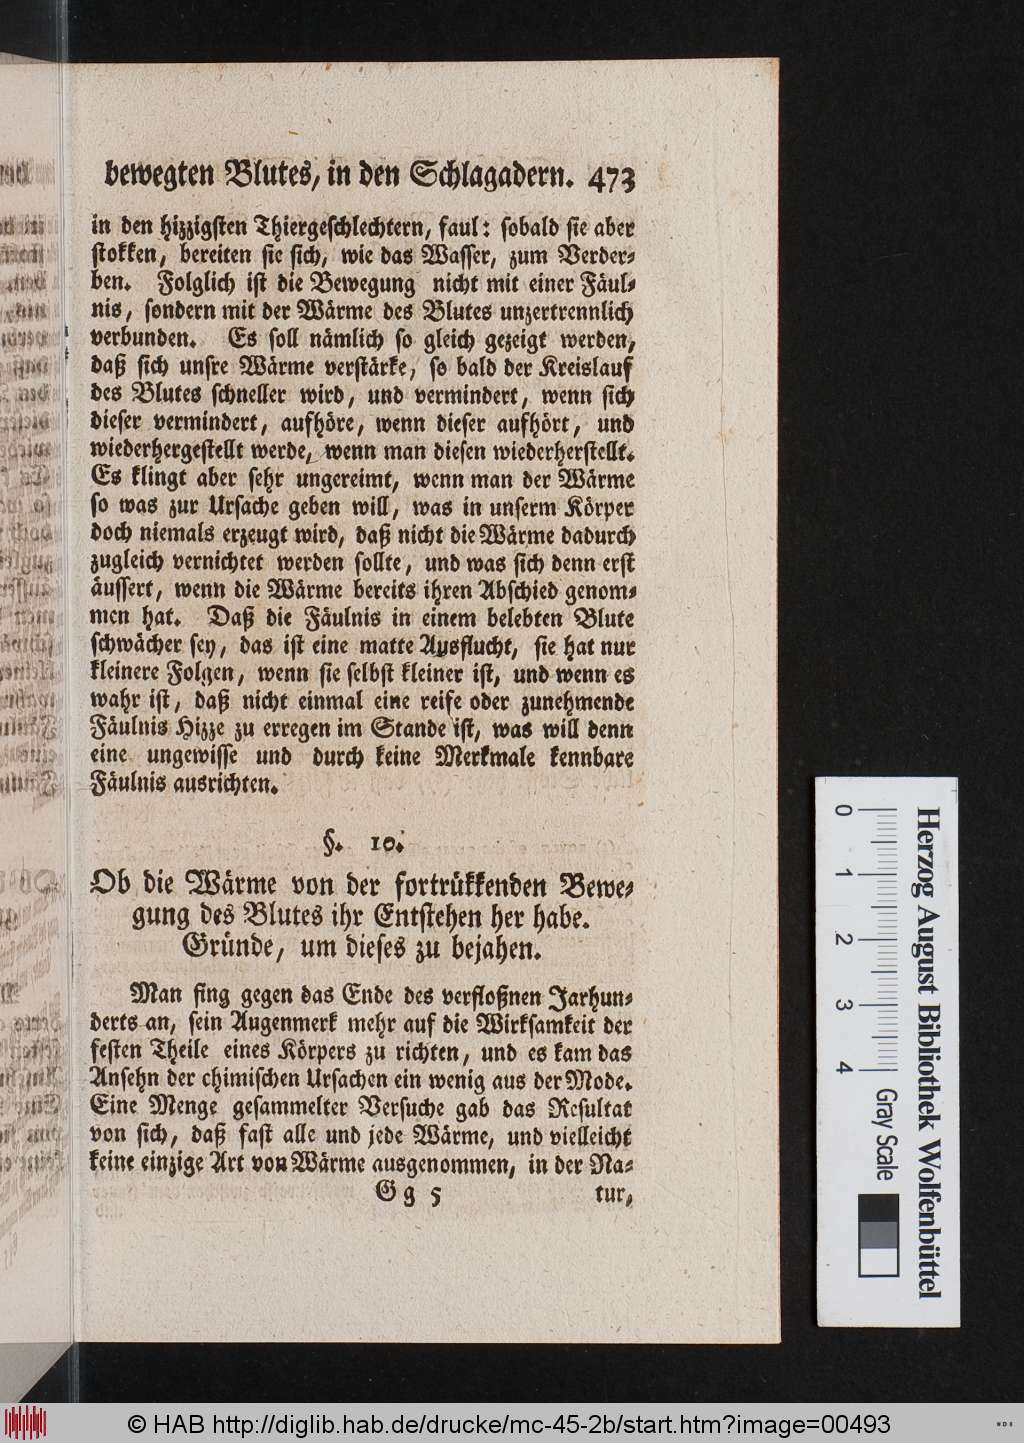 bewegten Blutes, in den Schlagadern. 473
in den hizzigsten Thiergeschlechtern, faul: sobald sie aber
stokken, bereiten sie sich, wie das Wasser, zum Verder-
ben. Folglich ist die Bewegung nicht mit einer Fäul-
nis, sondern mit der Wärme des Blutes unzertrennlich
verbunden. Es soll nämlich so gleich gezeigt werden,
daß sich unsre Wärme verstärke, so bald der Kreislauf
des Blutes schneller wird, und vermindert, wenn sich
dieser vermindert, aufhöre, wenn dieser aufhört, und
wiederhergestellt werde, wenn man diesen wiederherstellt.
Es klingt aber sehr ungereimt, wenn man der Wärme
so was zur Ursache geben will, was in unserm Körper
doch niemals erzeugt wird, daß nicht die Wärme dadurch
zugleich vernichtet werden sollte, und was sich denn erst
äussert, wenn die Wärme bereits ihren Abschied genom-
men hat. Daß die Fäulnis in einem belebten Blute
schwächer sey, das ist eine matte Ausflucht, sie hat nur
kleinere Folgen, wenn sie selbst kleiner ist, und wenn es
wahr ist, daß nicht einmal eine reife oder zunehmende
Fäulnis Hizze zu erregen im Stande ist, was will denn
eine ungewisse und durch keine Merkmale kennbare
Fäulnis ausrichten.
§. 10.
Ob die Wärme von der fortrükkenden Bewe-
gung des Blutes ihr Entstehen her habe.
Gründe, um dieses zu bejahen.
Man fing gegen das Ende des verfloßnen Jarhun-
derts an, sein Augenmerk mehr auf die Wirksamkeit der
festen Theile eines Körpers zu richten, und es kam das
Ansehn der chimischen Ursachen ein wenig aus der Mode.
Eine Menge gesammelter Versuche gab das Resultat
von sich, daß fast alle und jede Wärme, und vielleicht
keine einzige Art von Wärme ausgenommen, in der Na-
Gg 5 tur,
0 1 2 3 4 Gray Scale
Herzog August Bibliothek Wolfenbüttel
© HAB http://diglib.hab.de/drucke/mc-45-2b/start.htm?image=00493